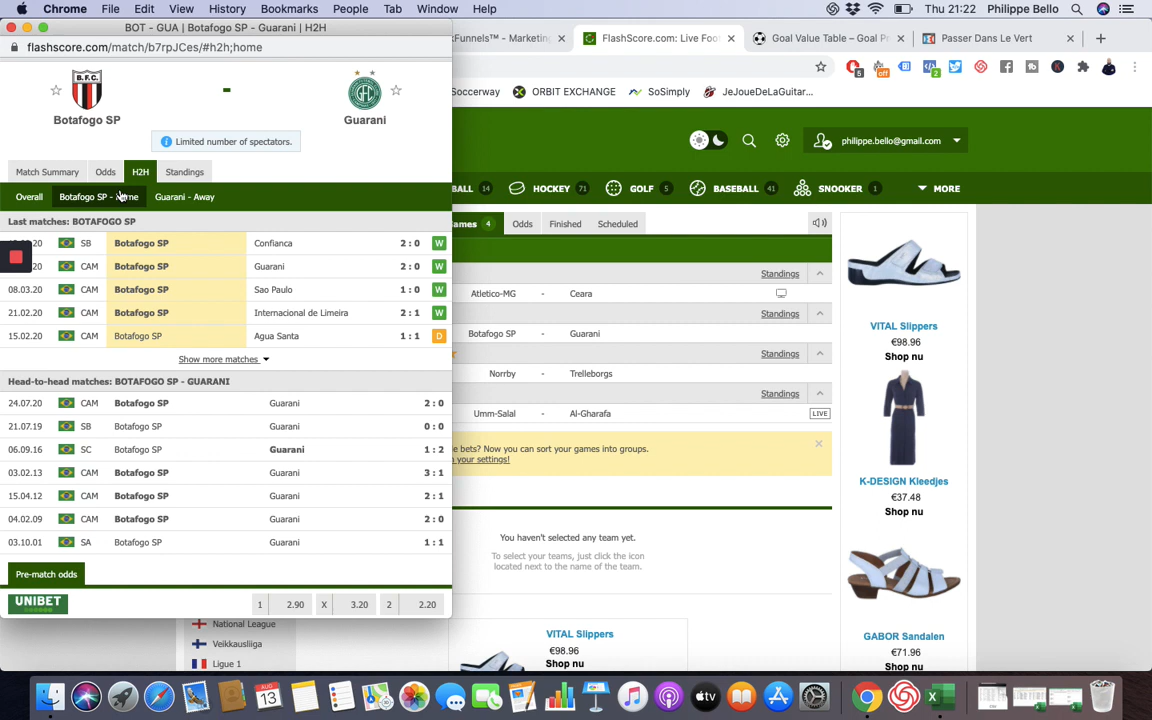 Chrome File Edit View History Bookmarks People Tab Window Help Thu 21:22 Philippe Bello
BOT - GUA | Botafogo SP - Guarani | H2H
flashscore.com/match/b7rpJCes/#h2h;home
kFunnels™ - Marketing
FlashScore.com: Live Foot
Goal Value Table – Goal Pr
Passer Dans Le Vert
5 off 2
Soccerway ORBIT EXCHANGE SoSimply JeJoueDeLaGuitar...
B.F.C.
GFC
Botafogo SP
-
Guarani
Limited number of spectators.
philippe.bello@gmail.com
Match Summary Odds H2H Standings
Overall Botafogo SP - Home Guarani - Away
BALL 14 HOCKEY 71 GOLF 5 BASEBALL 41 SNOOKER 1 MORE
Games 4 Odds Finished Scheduled
Last matches: BOTAFOGO SP
SB Botafogo SP Confianca 2 : 0 W
CAM Botafogo SP Guarani 2 : 0 W
08.03.20 CAM Botafogo SP Sao Paulo 1 : 0 W
21.02.20 CAM Botafogo SP Internacional de Limeira 2 : 1 W
15.02.20 CAM Botafogo SP Agua Santa 1 : 1 D
Show more matches
Head-to-head matches: BOTAFOGO SP - GUARANI
24.07.20 CAM Botafogo SP Guarani 2 : 0
21.07.19 SB Botafogo SP Guarani 0 : 0
06.09.16 SC Botafogo SP Guarani 1 : 2
03.02.13 CAM Botafogo SP Guarani 3 : 1
15.04.12 CAM Botafogo SP Guarani 2 : 1
04.02.09 CAM Botafogo SP Guarani 2 : 0
03.10.01 SA Botafogo SP Guarani 1 : 1
Pre-match odds
UNIBET 1 2.90 X 3.20 2 2.20
Standings
Atletico-MG - Ceara
Standings
Botafogo SP - Guarani
Standings
Norrby - Trelleborgs
Standings
Umm-Salal - Al-Gharafa LIVE
e bets? Now you can sort your games into groups.
your settings!
You haven't selected any team yet.
To select your teams, just click the icon
located next to the name of the team.
National League
Veikkausliiga
Ligue 1
VITAL Slippers
€98.96
Shop nu
VITAL Slippers
€98.96
Shop nu
K-DESIGN Kleedjes
€37.48
Shop nu
GABOR Sandalen
€71.96
Shop nu
AUG
13
tv